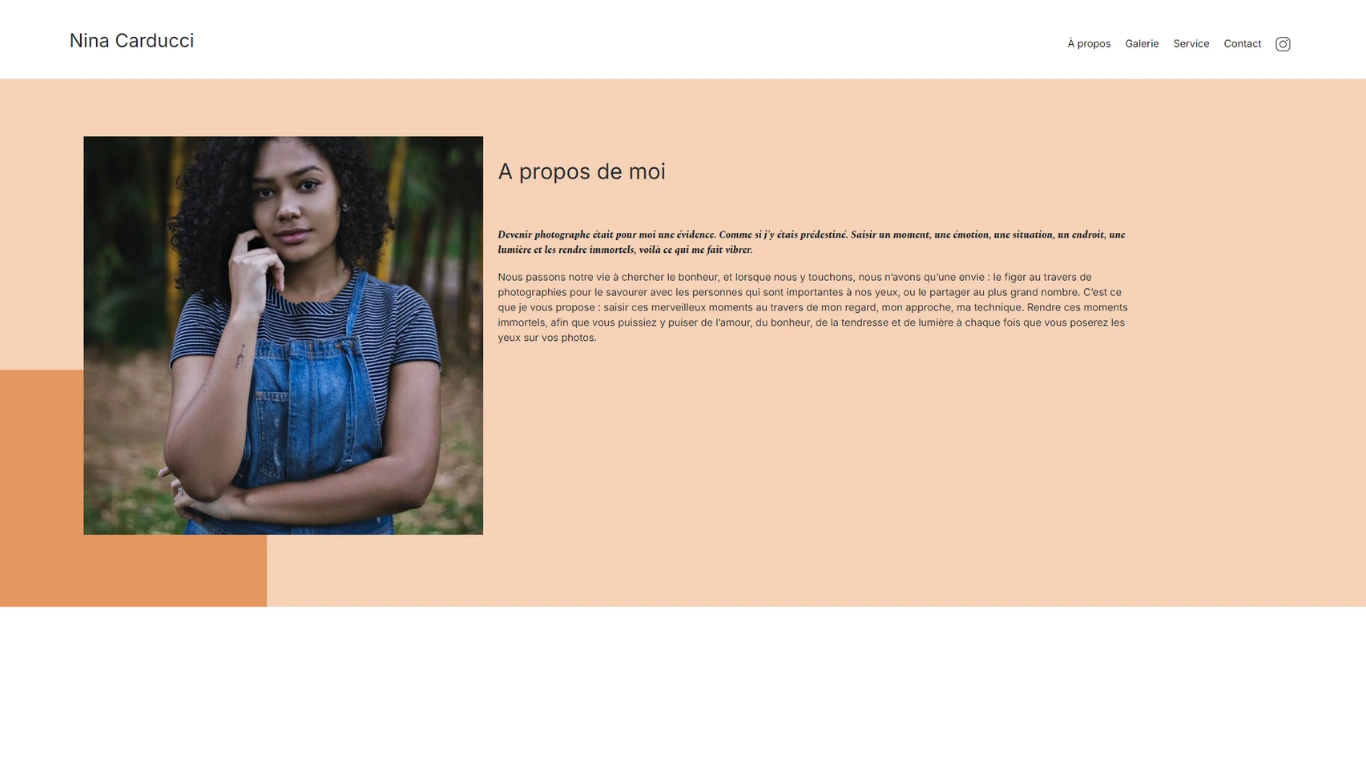 Nina Carducci
À propos Galerie Service Contact
A propos de moi
Devenir photographe était pour moi une évidence. Comme si j'y étais prédestiné. Saisir un moment, une émotion, une situation, un endroit, une
lumière et les rendre immortels, voilà ce qui me fait vibrer.
Nous passons notre vie à chercher le bonheur, et lorsque nous y touchons, nous n'avons qu'une envie : le figer au travers de
photographies pour le savourer avec les personnes qui sont importantes à nos yeux, ou le partager au plus grand nombre. C'est ce
que je vous propose : saisir ces merveilleux moments au travers de mon regard, mon approche, ma technique. Rendre ces moments
immortels, afin que vous puissiez y puiser de l'amour, du bonheur, de la tendresse et de lumière à chaque fois que vous poserez les
yeux sur vos photos.